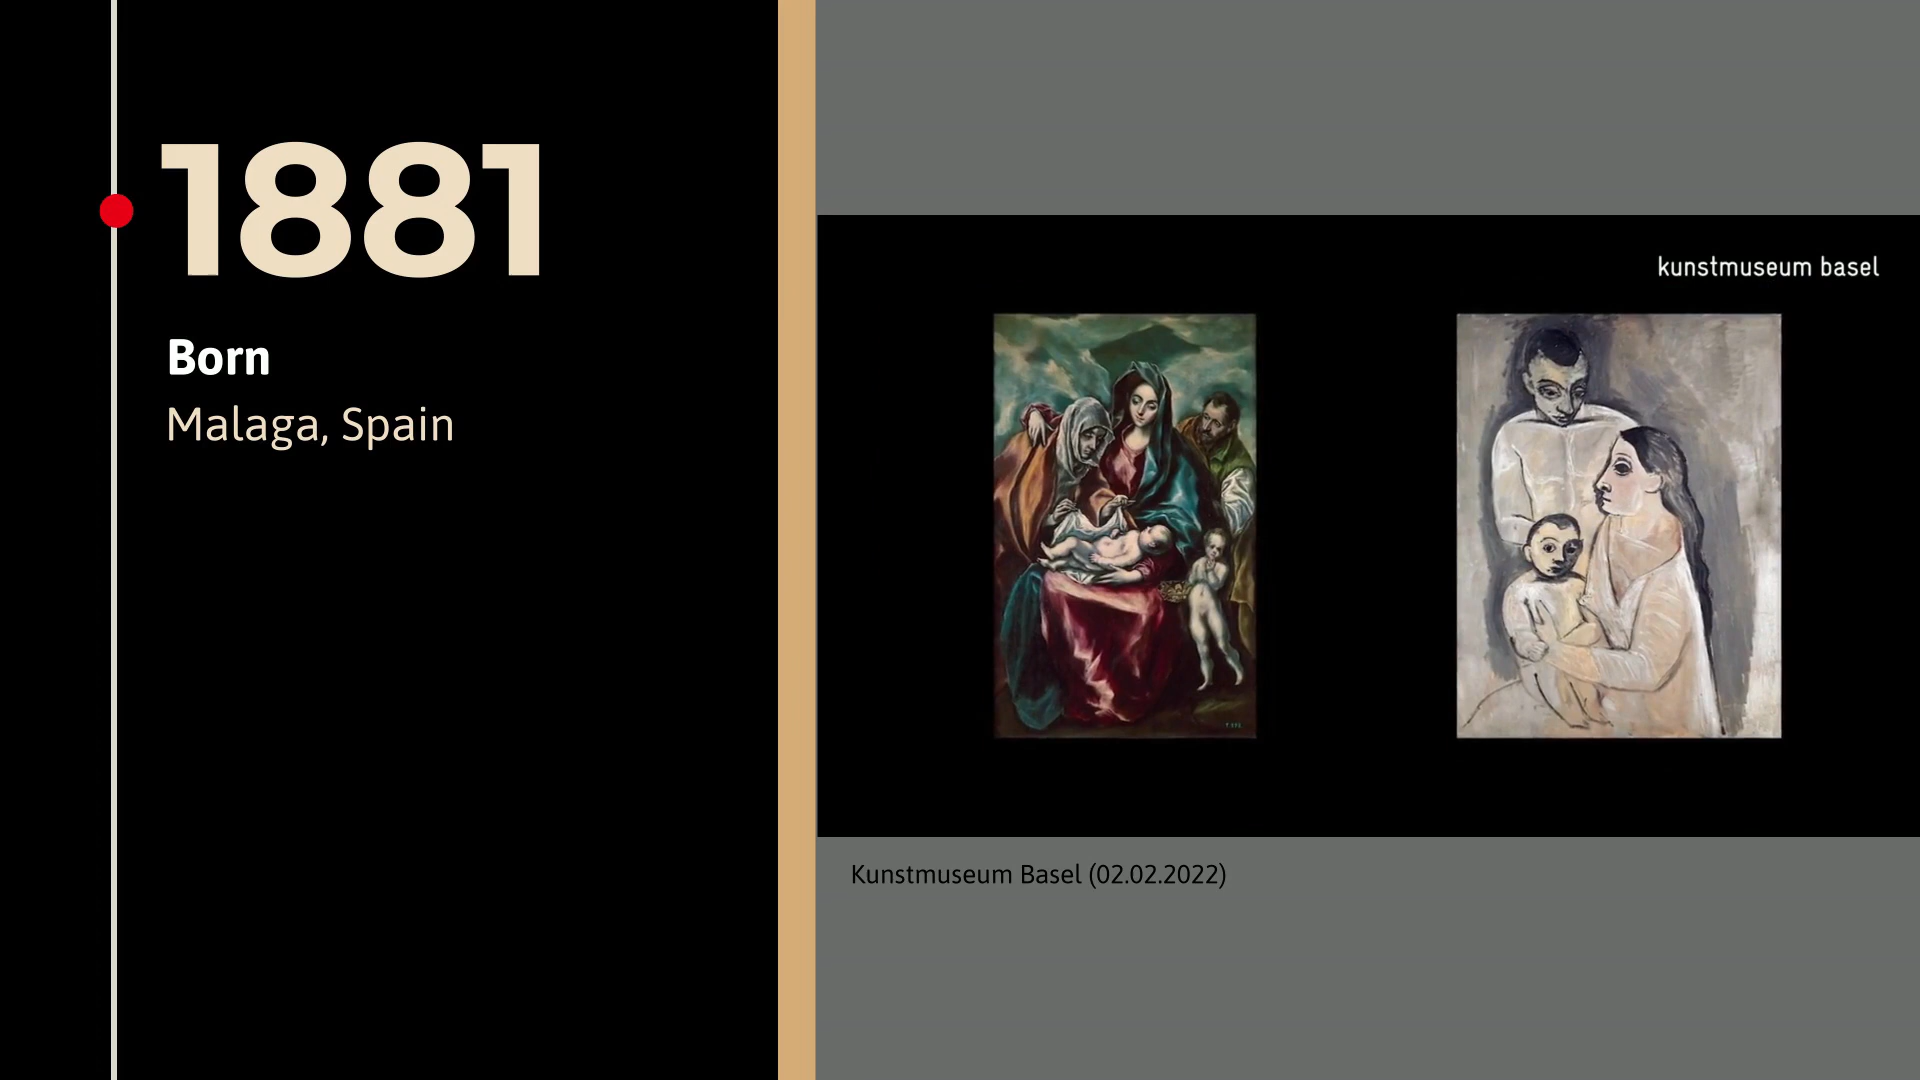 1881
Born
Malaga, Spain
kunstmuseum basel
Kunstmuseum Basel (02.02.2022)